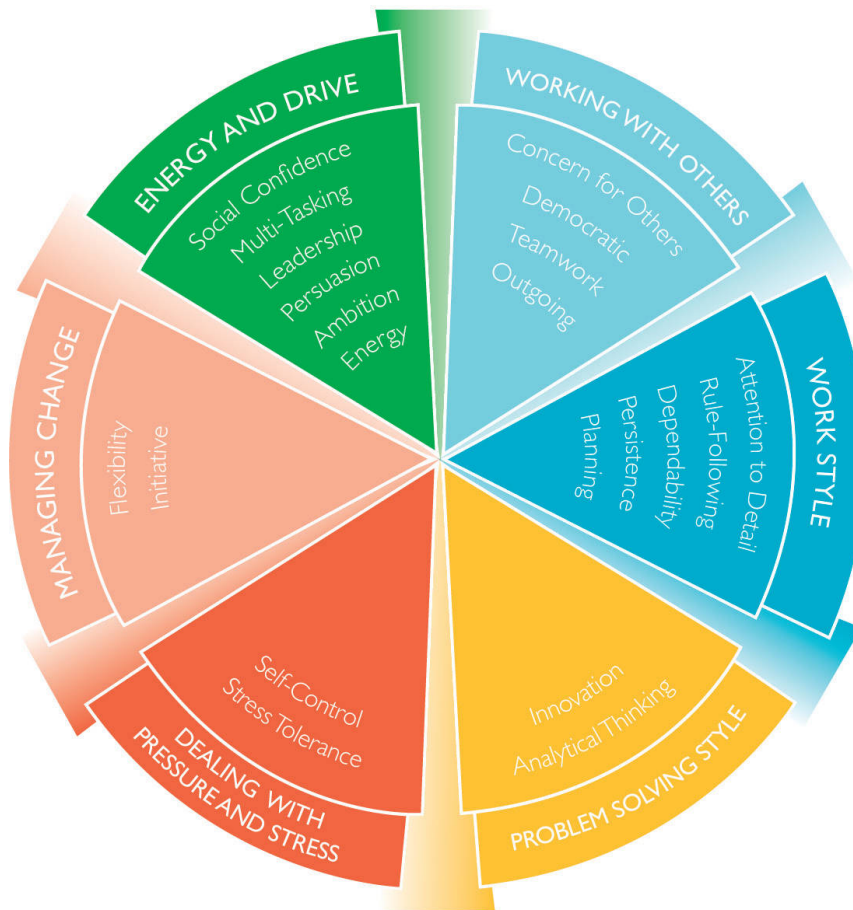 ENERGY AND DRIVE
Social Confidence
Multi-Tasking
Leadership
Persuasion
Ambition
Energy
WORKING WITH OTHERS
Concern for Others
Democratic
Teamwork
Outgoing
WORK STYLE
Attention to Detail
Rule-Following
Dependability
Persistence
Planning
PROBLEM SOLVING STYLE
Innovation
Analytical Thinking
DEALING WITH
PRESSURE AND STRESS
Self-Control
Stress Tolerance
MANAGING CHANGE
Flexibility
Initiative